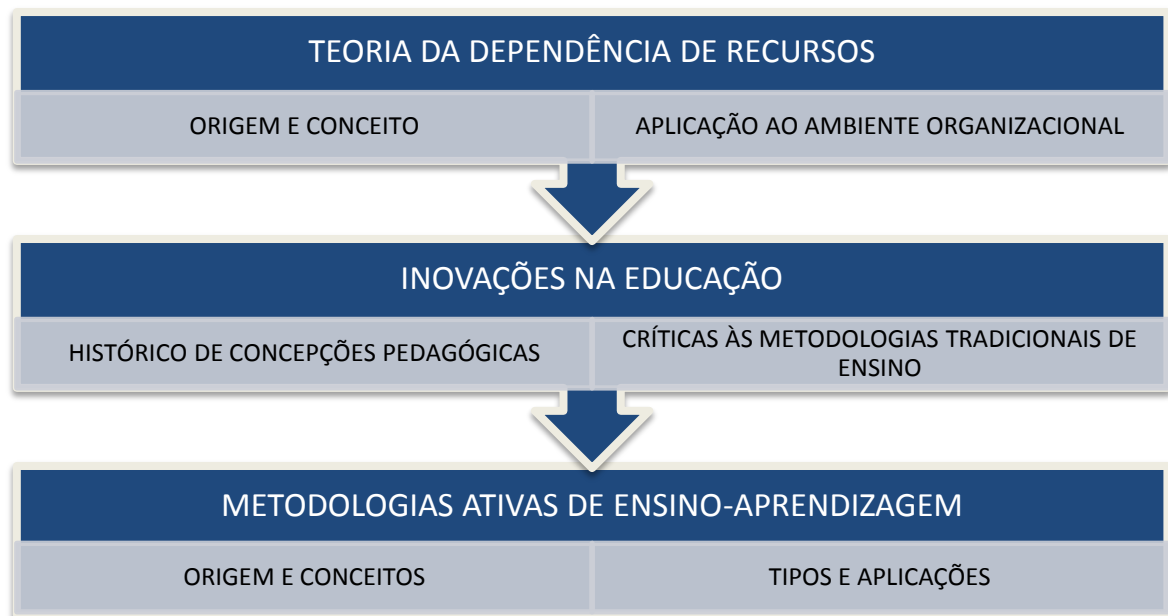 TEORIA DA DEPENDÊNCIA DE RECURSOS
ORIGEM E CONCEITO
APLICAÇÃO AO AMBIENTE ORGANIZACIONAL
INOVAÇÕES NA EDUCAÇÃO
HISTÓRICO DE CONCEPÇÕES PEDAGÓGICAS
CRÍTICAS ÀS METODOLOGIAS TRADICIONAIS DE
ENSINO
METODOLOGIAS ATIVAS DE ENSINO-APRENDIZAGEM
ORIGEM E CONCEITOS
TIPOS E APLICAÇÕES